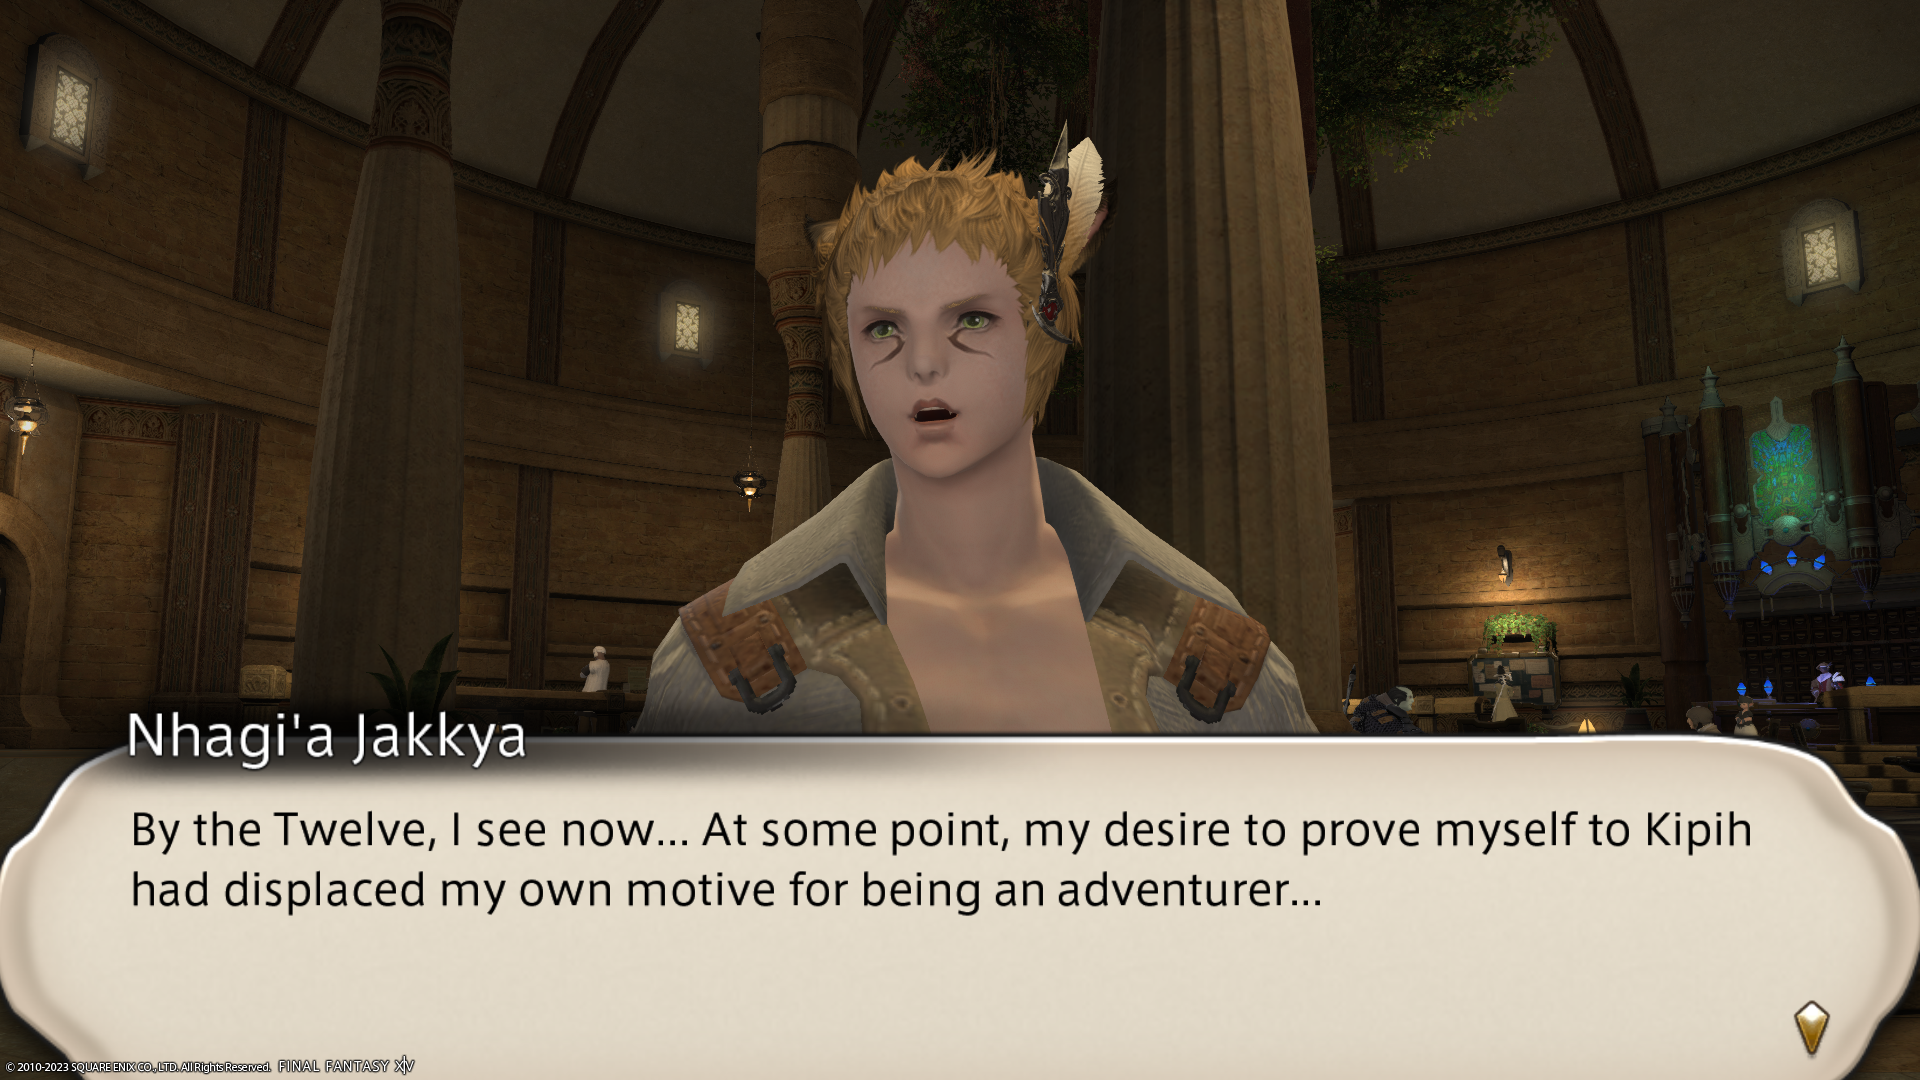 Nhagi'a Jakkya
By the Twelve, I see now... At some point, my desire to prove myself to Kipih
had displaced my own motive for being an adventurer...
© 2010-2023 SQUARE ENIX CO., LTD. All Rights Reserved. FINAL FANTASY XIV